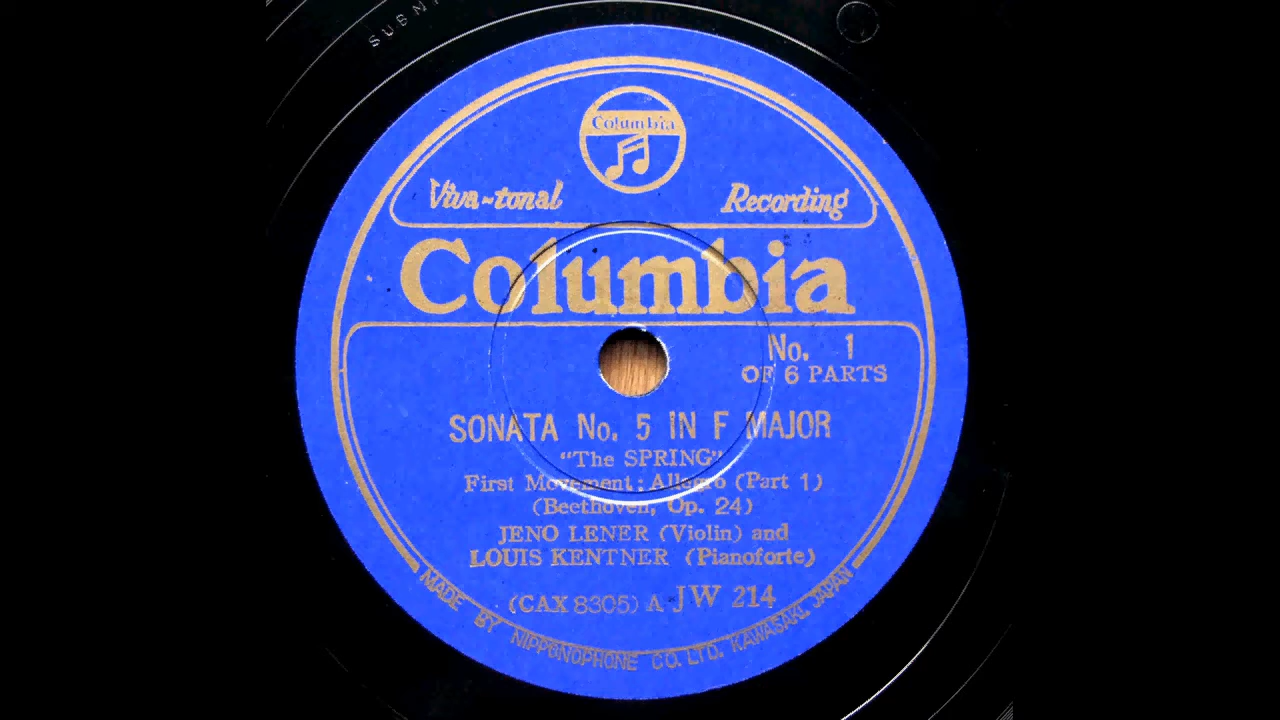 Columbia
Viva-tonal Recording
Columbia
No. 1
OF 6 PARTS
SONATA No. 5 IN F MAJOR
"The SPRING"
First Movement: Allegro (Part 1)
(Beethoven, Op. 24)
JENO LENER (Violin) and
LOUIS KENTNER (Pianoforte)
(CAX 8305) A JW 214
MADE BY NIPPONOPHONE CO. LTD. KAWASAKI, JAPAN